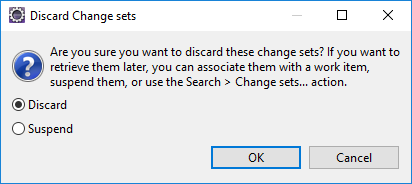 Discard Change sets
Are you sure you want to discard these change sets? If you want to
retrieve them later, you can associate them with a work item,
suspend them, or use the Search > Change sets... action.
Discard
Suspend
OK
Cancel